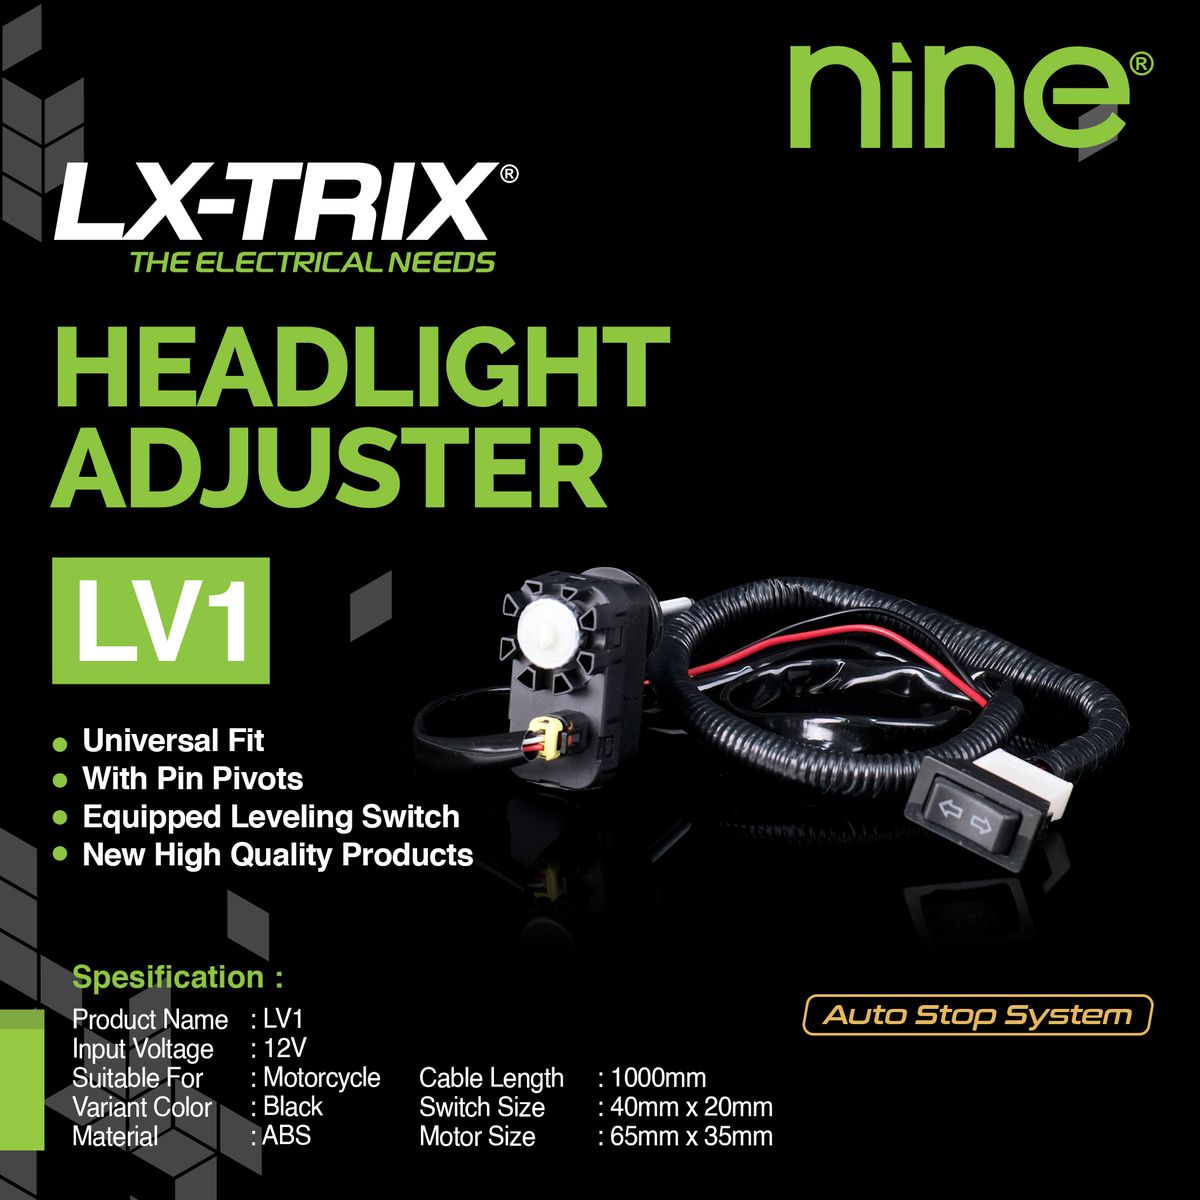 nine®
LX-TRIX®
THE ELECTRICAL NEEDS
HEADLIGHT
ADJUSTER
LV1
Universal Fit
With Pin Pivots
Equipped Leveling Switch
New High Quality Products
Spesification :
Product Name : LV1
Input Voltage : 12V
Suitable For : Motorcycle
Variant Color : Black
Material : ABS
Cable Length : 1000mm
Switch Size : 40mm x 20mm
Motor Size : 65mm x 35mm
Auto Stop System